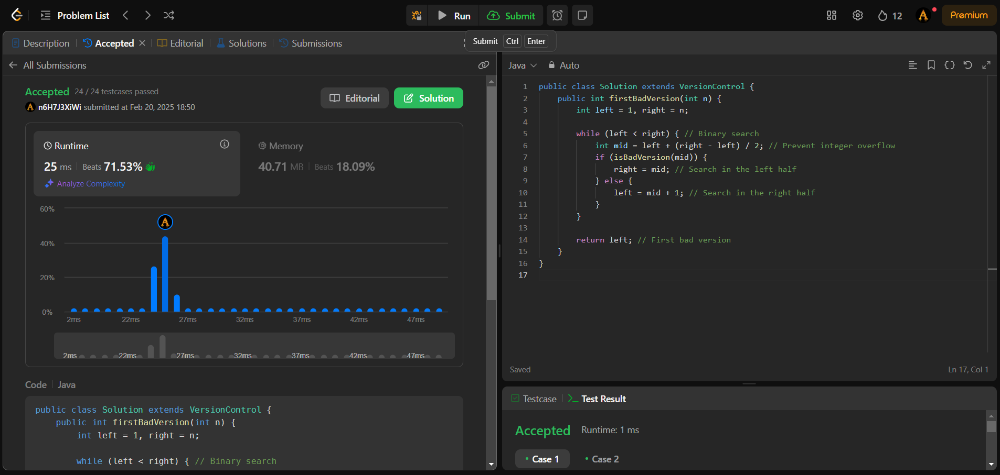 Problem List
Run
Submit
12
Premium
Submit Ctrl Enter
Description
Accepted
Editorial
Solutions
Submissions
All Submissions
Accepted 24 / 24 testcases passed
n6H7J3XiWi submitted at Feb 20, 2025 18:50
Editorial
Solution
Runtime
25 ms Beats 71.53%
Analyze Complexity
Memory
40.71 MB Beats 18.09%
60%
40%
20%
0%
2ms 22ms 27ms 32ms 37ms 42ms 47ms
2ms 22ms 27ms 32ms 37ms 42ms 47ms
Code Java
public class Solution extends VersionControl {
    public int firstBadVersion(int n) {
        int left = 1, right = n;
        while (left < right) { // Binary search
Java Auto
1 public class Solution extends VersionControl {
2     public int firstBadVersion(int n) {
3         int left = 1, right = n;
4
5         while (left < right) { // Binary search
6             int mid = left + (right - left) / 2; // Prevent integer overflow
7             if (isBadVersion(mid)) {
8                 right = mid; // Search in the left half
9             } else {
10                 left = mid + 1; // Search in the right half
11             }
12         }
13
14         return left; // First bad version
15     }
16 }
17
Saved
Ln 17, Col 1
Testcase
Test Result
Accepted Runtime: 1 ms
Case 1
Case 2